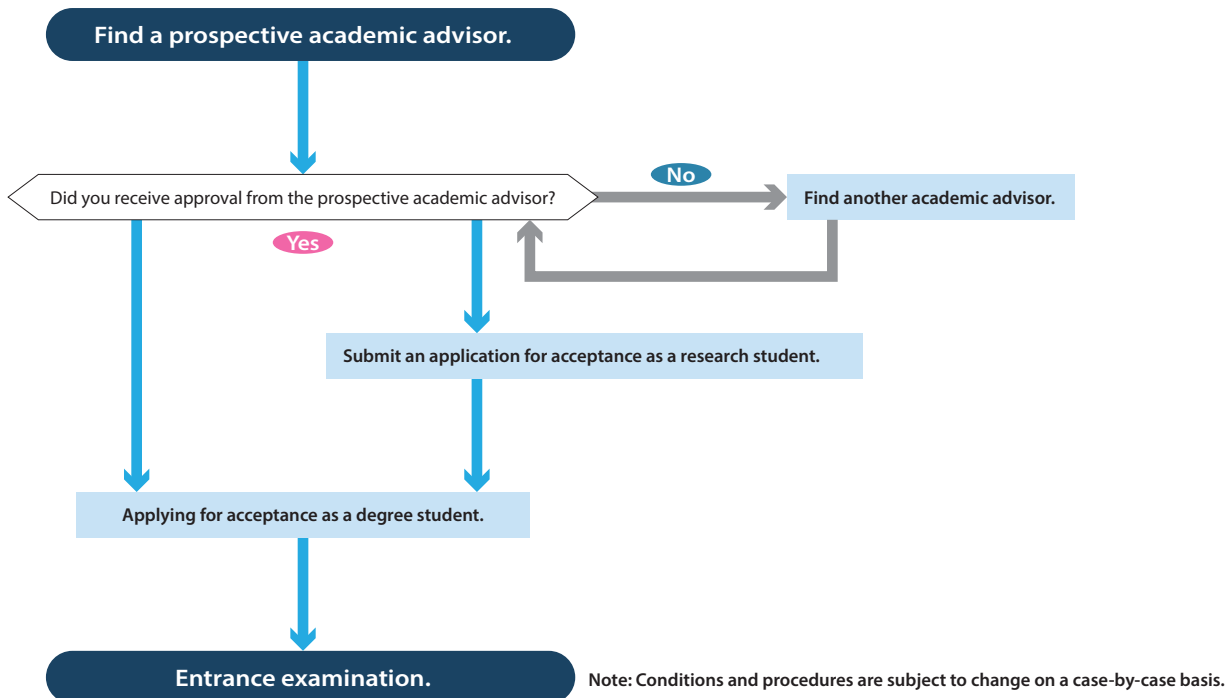 Find a prospective academic advisor.
No
Did you receive approval from the prospective academic advisor?
Find another academic advisor.
Yes
Submit an application for acceptance as a research student.
Applying for acceptance as a degree student.
Entrance examination.
Note: Conditions and procedures are subject to change on a case-by-case basis.